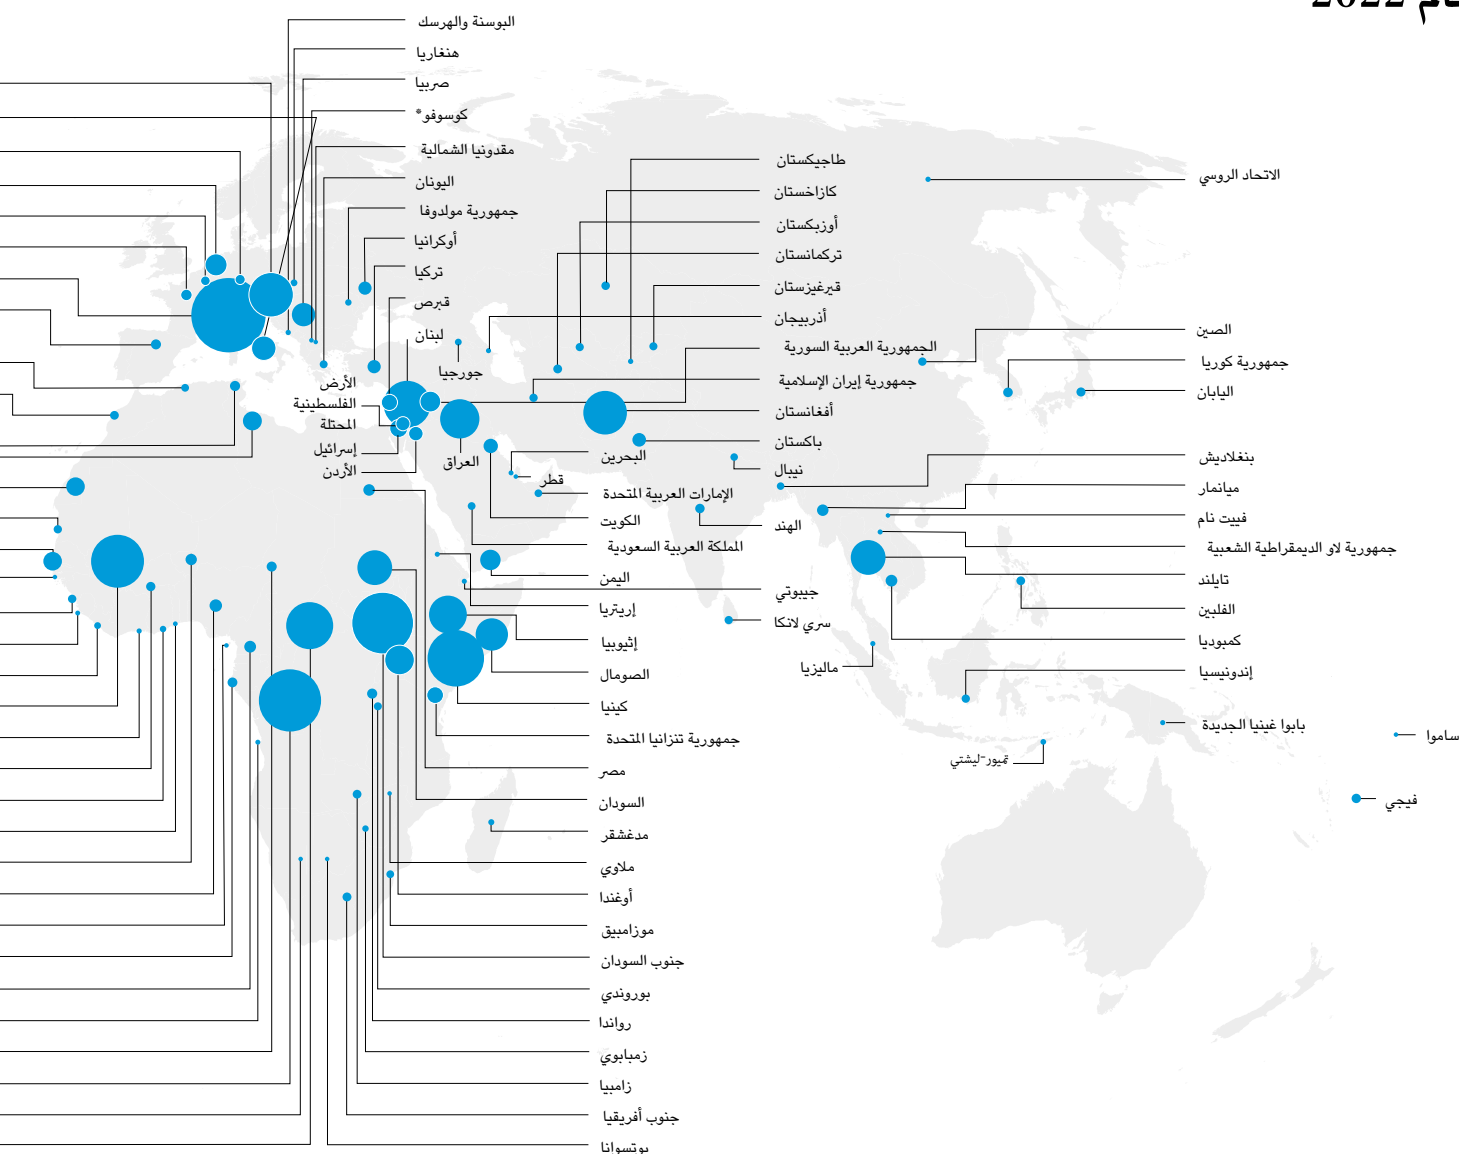 2022
البوسنة والهرسك
هنغاريا
صربيا
كوسوفو*
مقدونيا الشمالية
اليونان
جمهورية مولدوفا
أوكرانيا
تركيا
قبرص
لبنان
جورجيا
الأرض
الفلسطينية
المحتلة
إسرائيل
الأردن
العراق
طاجيكستان
كازاخستان
أوزبكستان
تركمانستان
قيرغيزستان
أذربيجان
الجمهورية العربية السورية
جمهورية إيران الإسلامية
أفغانستان
باكستان
نيبال
البحرين
قطر
الإمارات العربية المتحدة
الكويت
الهند
المملكة العربية السعودية
اليمن
جيبوتي
إريتريا
سري لانكا
إثيوبيا
الصومال
كينيا
جمهورية تنزانيا المتحدة
مصر
السودان
مدغشقر
ملاوي
أوغندا
موزامبيق
جنوب السودان
بوروندي
رواندا
زمبابوي
زامبيا
جنوب أفريقيا
بوتسوانا
الاتحاد الروسي
الصين
جمهورية كوريا
اليابان
بنغلاديش
ميانمار
فييت نام
جمهورية لاو الديمقراطية الشعبية
تايلند
الفلبين
كمبوديا
ماليزيا
إندونيسيا
بابوا غينيا الجديدة
ساموا
تيمور-ليشتي
فيجي